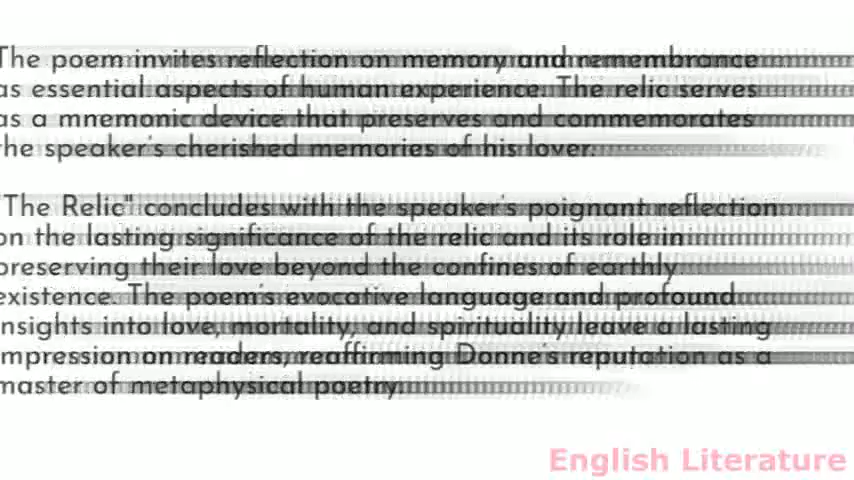 The poem invites reflection on memory and remembrance
as essential aspects of human experience. The relic serves
as a mnemonic device that preserves and commemorates
the speaker's cherished memories of his lover.
"The Relic" concludes with the speaker's poignant reflection
on the lasting significance of the relic and its role in
preserving their love beyond the confines of earthly
existence. The poem's evocative language and profound
insights into love, mortality, and spirituality leave a lasting
impression on readers, reaffirming Donne's reputation as a
master of metaphysical poetry.
English Literature